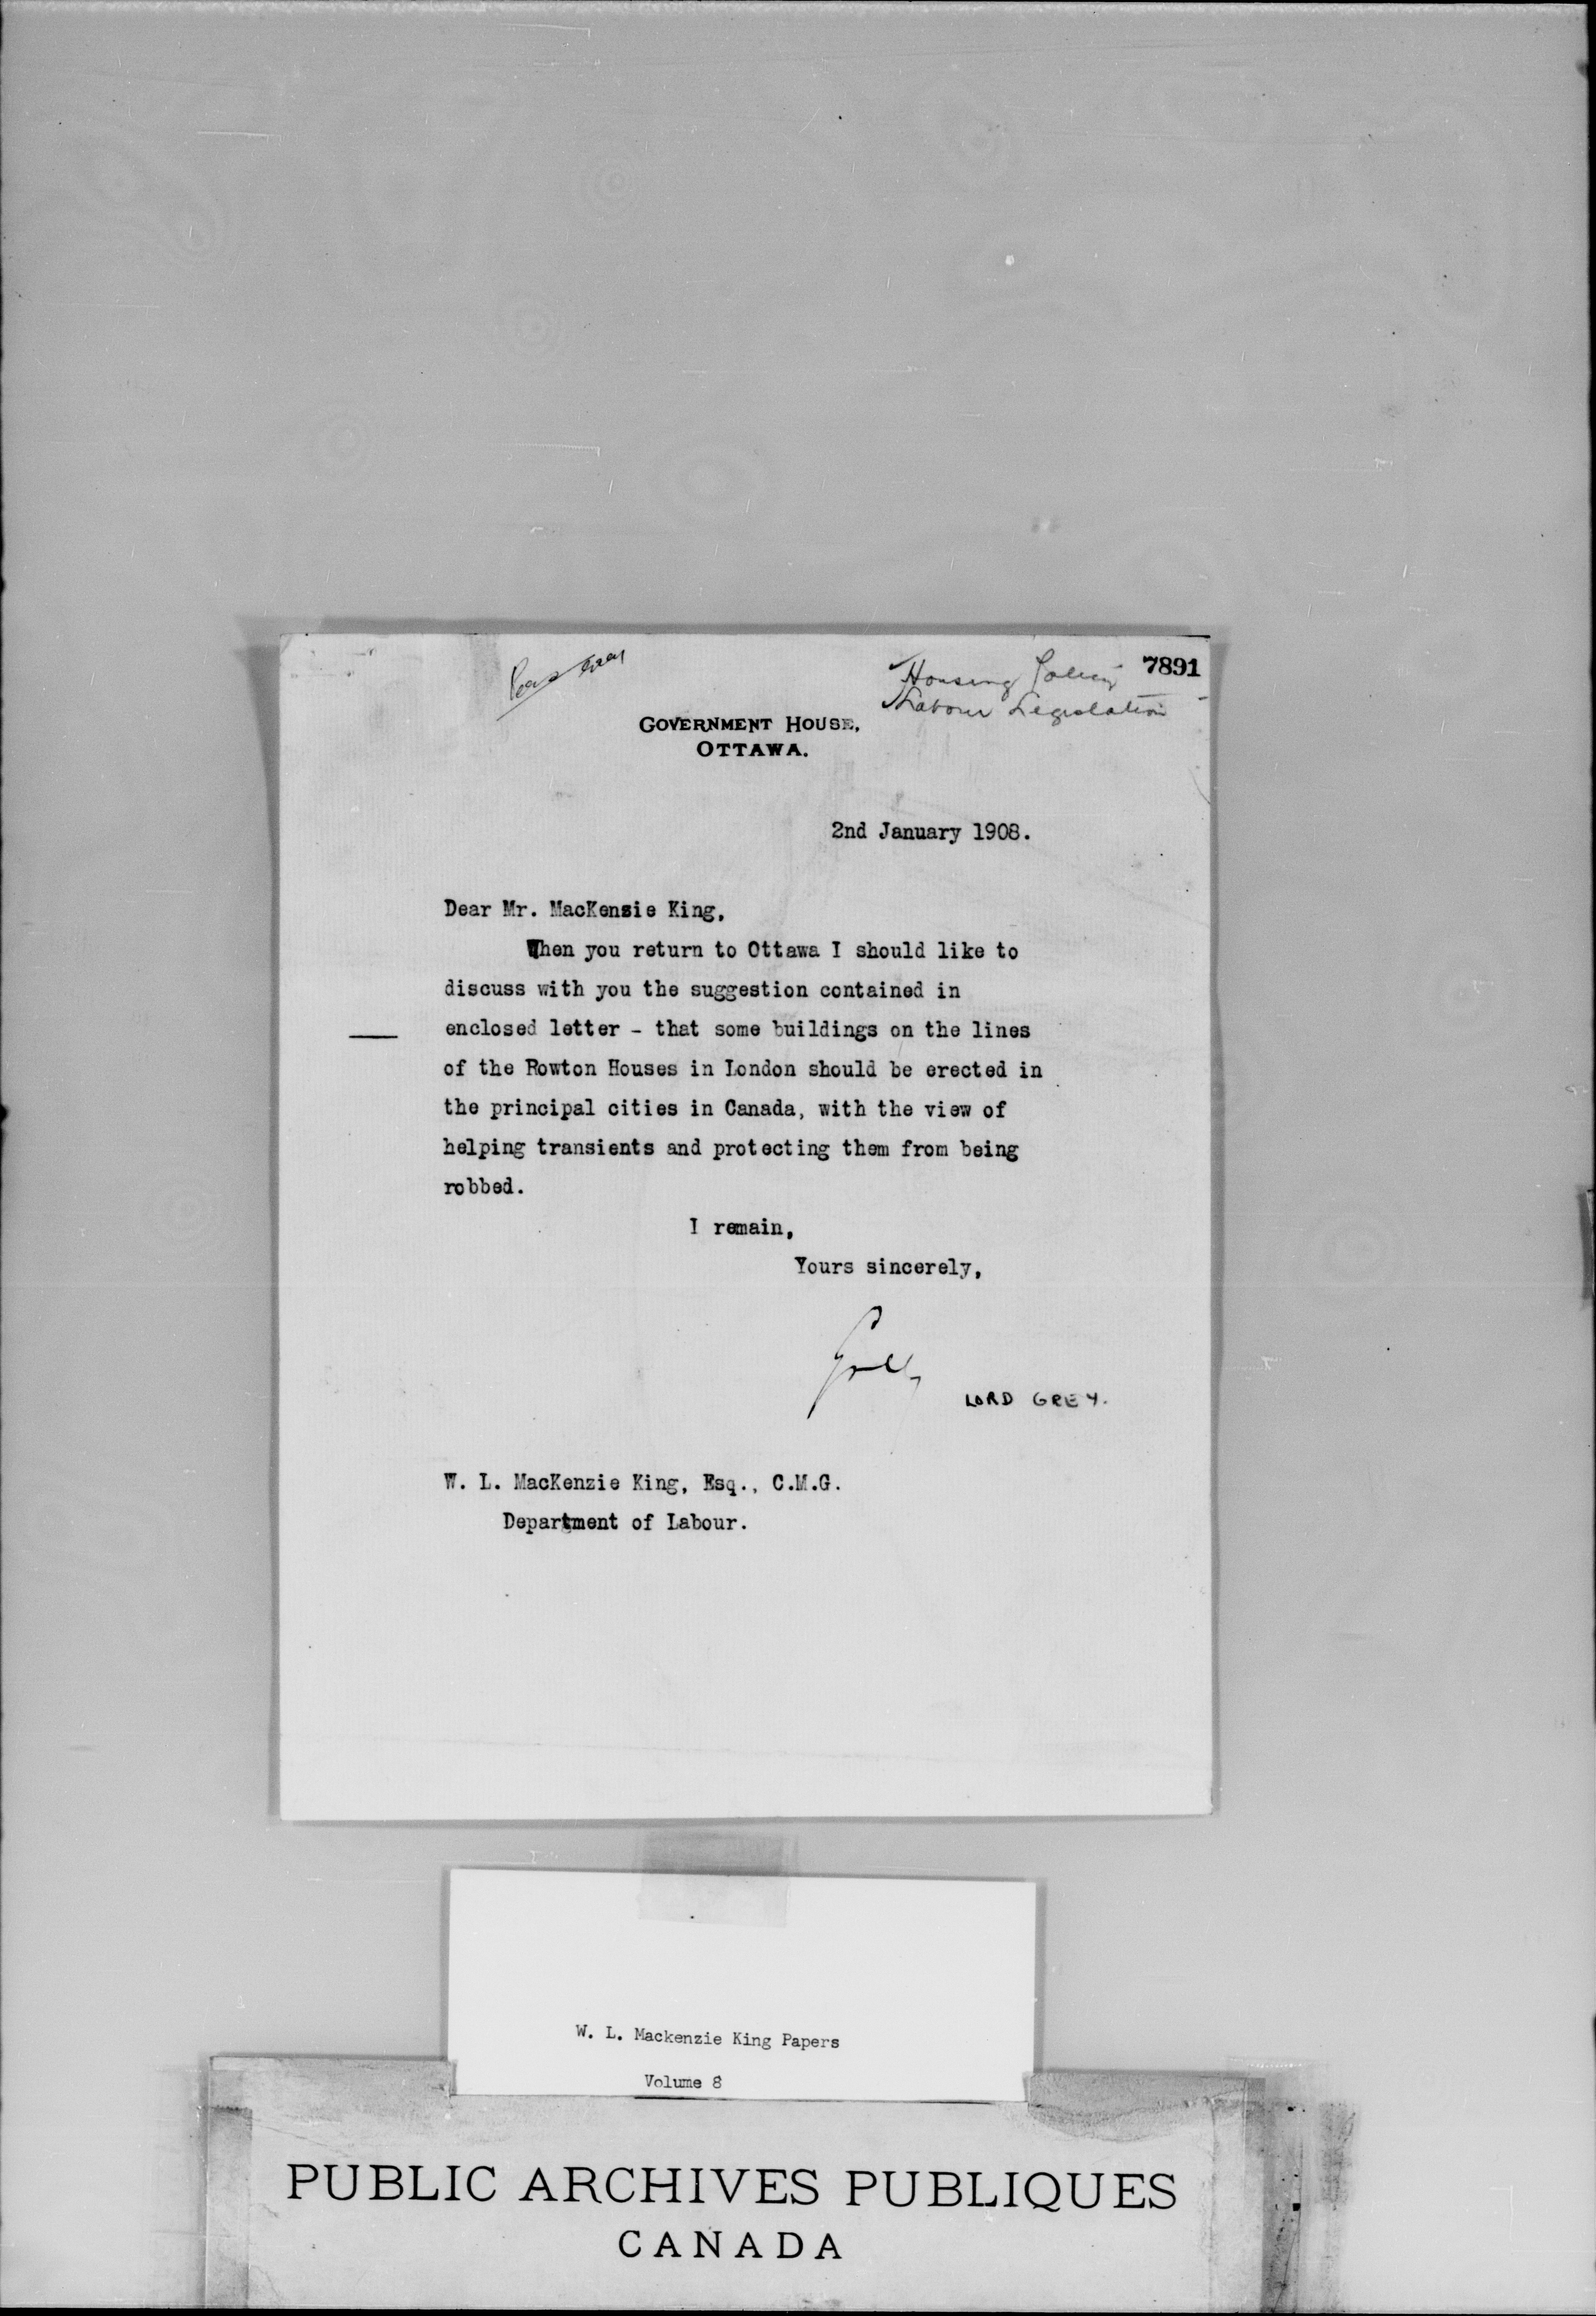 7891
Housing Policy
Labour Legislation
GOVERNMENT HOUSE,
OTTAWA.
2nd January 1908.
Dear Mr. MacKenzie King,
When you return to Ottawa I should like to
discuss with you the suggestion contained in
enclosed letter - that some buildings on the lines
of the Rowton Houses in London should be erected in
the principal cities in Canada, with the view of
helping transients and protecting them from being
robbed.
I remain,
Yours sincerely,
Grey
LORD GREY.
W. L. MacKenzie King, Esq., C.M.G.
Department of Labour.
W. L. Mackenzie King Papers
Volume 8
PUBLIC ARCHIVES PUBLIQUES
CANADA